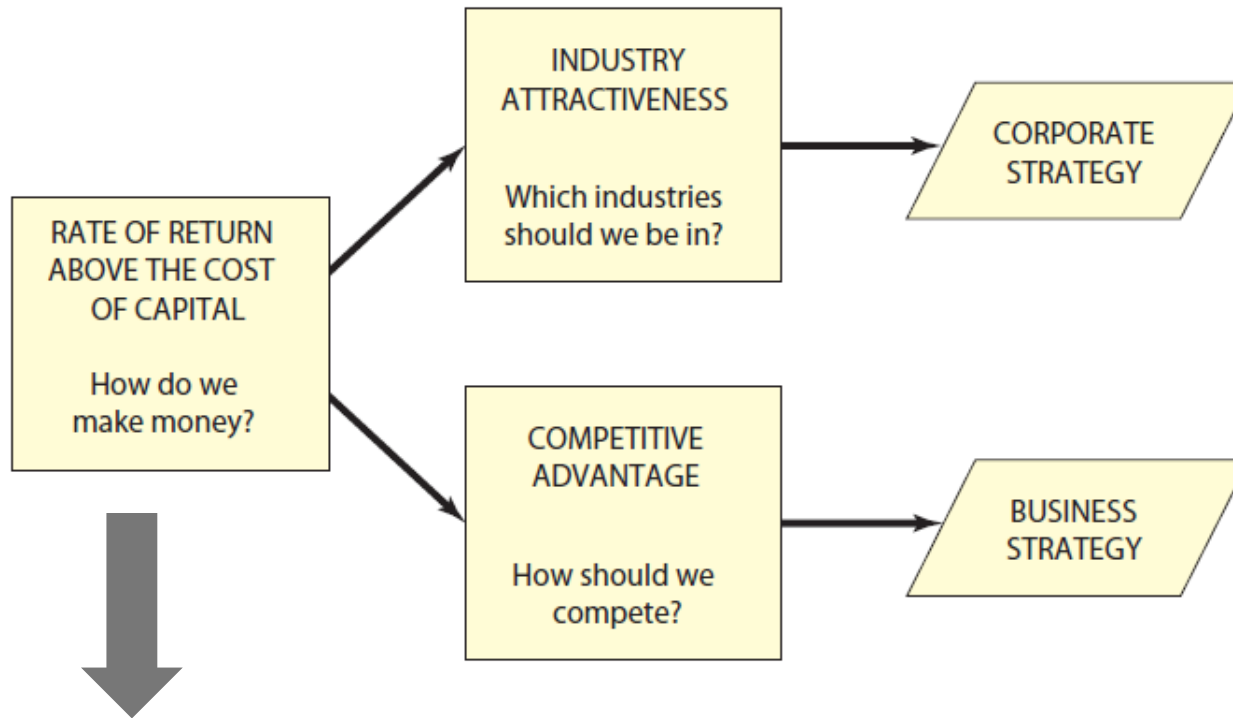 RATE OF RETURN
ABOVE THE COST
OF CAPITAL
How do we
make money?
INDUSTRY
ATTRACTIVENESS
Which industries
should we be in?
CORPORATE
STRATEGY
COMPETITIVE
ADVANTAGE
How should we
compete?
BUSINESS
STRATEGY